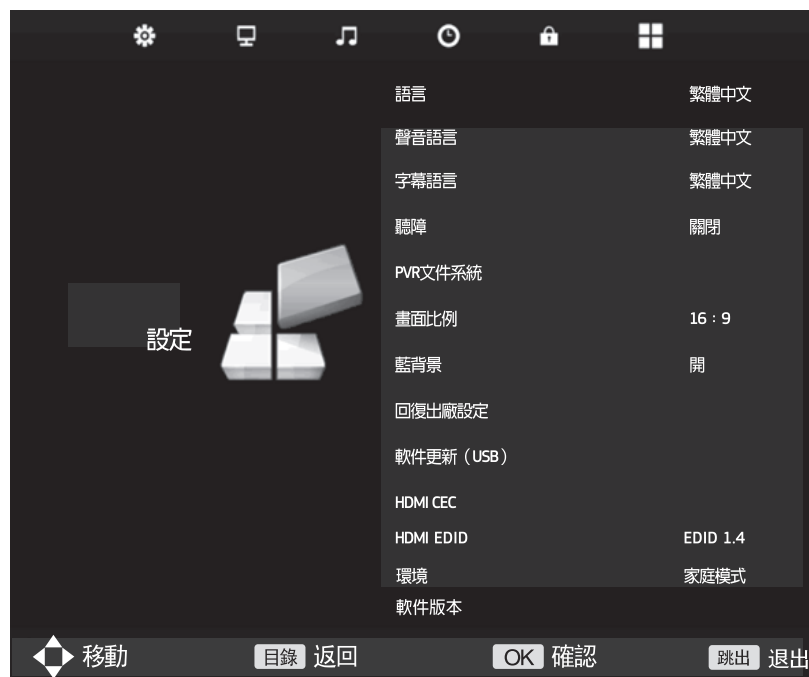 語言 繁體中文
聲音語言 繁體中文
字幕語言 繁體中文
聽障 關閉
PVR文件系統
畫面比例 16：9
設定
藍背景 開
回復出廠設定
軟件更新（USB）
HDMI CEC
HDMI EDID EDID 1.4
環境 家庭模式
軟件版本
移動 目錄 返回 OK 確認 跳出 退出